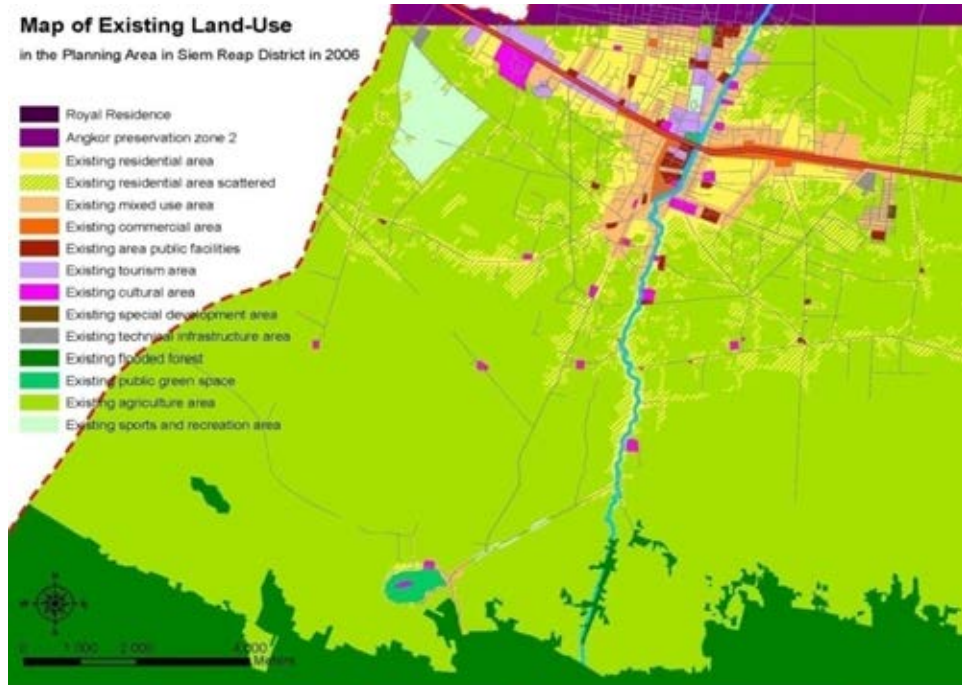 Map of Existing Land-Use
in the Planning Area in Siem Reap District in 2006
Royal Residence
Angkor preservation zone 2
Existing residential area
Existing residential area scattered
Existing mixed use area
Existing commercial area
Existing area public facilities
Existing tourism area
Existing cultural area
Existing special development area
Existing technical infrastructure area
Existing flooded forest
Existing public green space
Existing agriculture area
Existing sports and recreation area
0 1 000 2 000 4 000
Meters